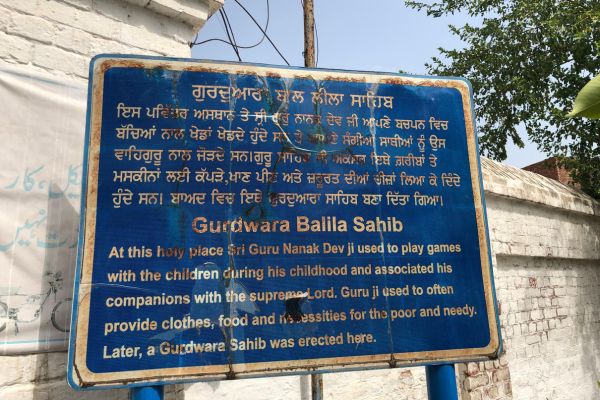 ਗੁਰਦੁਆਰਾ ਬਾਲ ਲੀਲਾ ਸਾਹਿਬ
ਇਸ ਪਵਿੱਤਰ ਅਸਥਾਨ ਤੇ ਸ੍ਰੀ ਗੁਰੂ ਨਾਨਕ ਦੇਵ ਜੀ ਆਪਣੇ ਬਚਪਨ ਵਿਚ
ਬੱਚਿਆਂ ਨਾਲ ਖੇਡਾਂ ਖੇਡਦੇ ਹੁੰਦੇ ਸਨ ਤੇ ਆਪਣੇ ਸੰਗੀਆਂ ਸਾਥੀਆਂ ਨੂੰ ਉਸ
ਵਾਹਿਗੁਰੂ ਨਾਲ ਜੋੜਦੇ ਸਨ।ਗੁਰੂ ਸਾਹਿਬ ਜੀ ਅਕਸਰ ਇਥੇ ਗ਼ਰੀਬਾਂ ਤੇ
ਮਸਕੀਨਾਂ ਲਈ ਕੱਪੜੇ,ਖਾਣ ਪੀਣ ਅਤੇ ਜ਼ਰੂਰਤ ਦੀਆਂ ਚੀਜ਼ਾਂ ਲਿਆ ਕੇ ਦਿੰਦੇ
ਹੁੰਦੇ ਸਨ। ਬਾਅਦ ਵਿਚ ਇਥੇ ਗੁਰਦੁਆਰਾ ਸਾਹਿਬ ਬਣਾ ਦਿੱਤਾ ਗਿਆ।
Gurdwara Balila Sahib
At this holy place Sri Guru Nanak Dev ji used to play games
with the children during his childhood and associated his
companions with the supreme Lord. Guru ji used to often
provide clothes, food and necessities for the poor and needy.
Later, a Gurdwara Sahib was erected here.